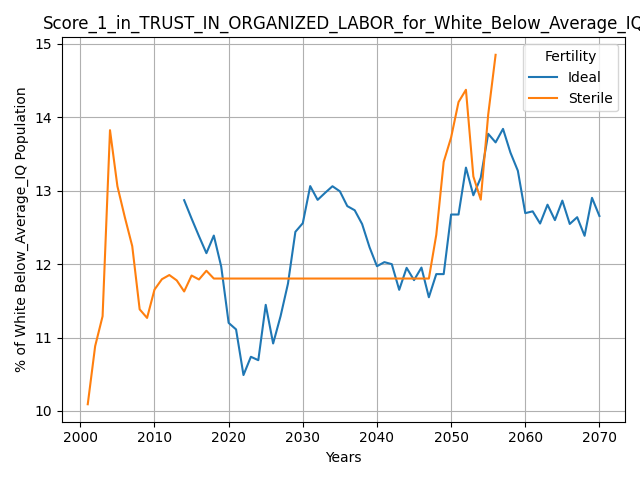 Score_1_in_TRUST_IN_ORGANIZED_LABOR_for_White_Below_Average_IQ
Fertility
Ideal
Sterile
% of White Below_Average_IQ Population
15
14
13
12
11
10
2000 2010 2020 2030 2040 2050 2060 2070
Years